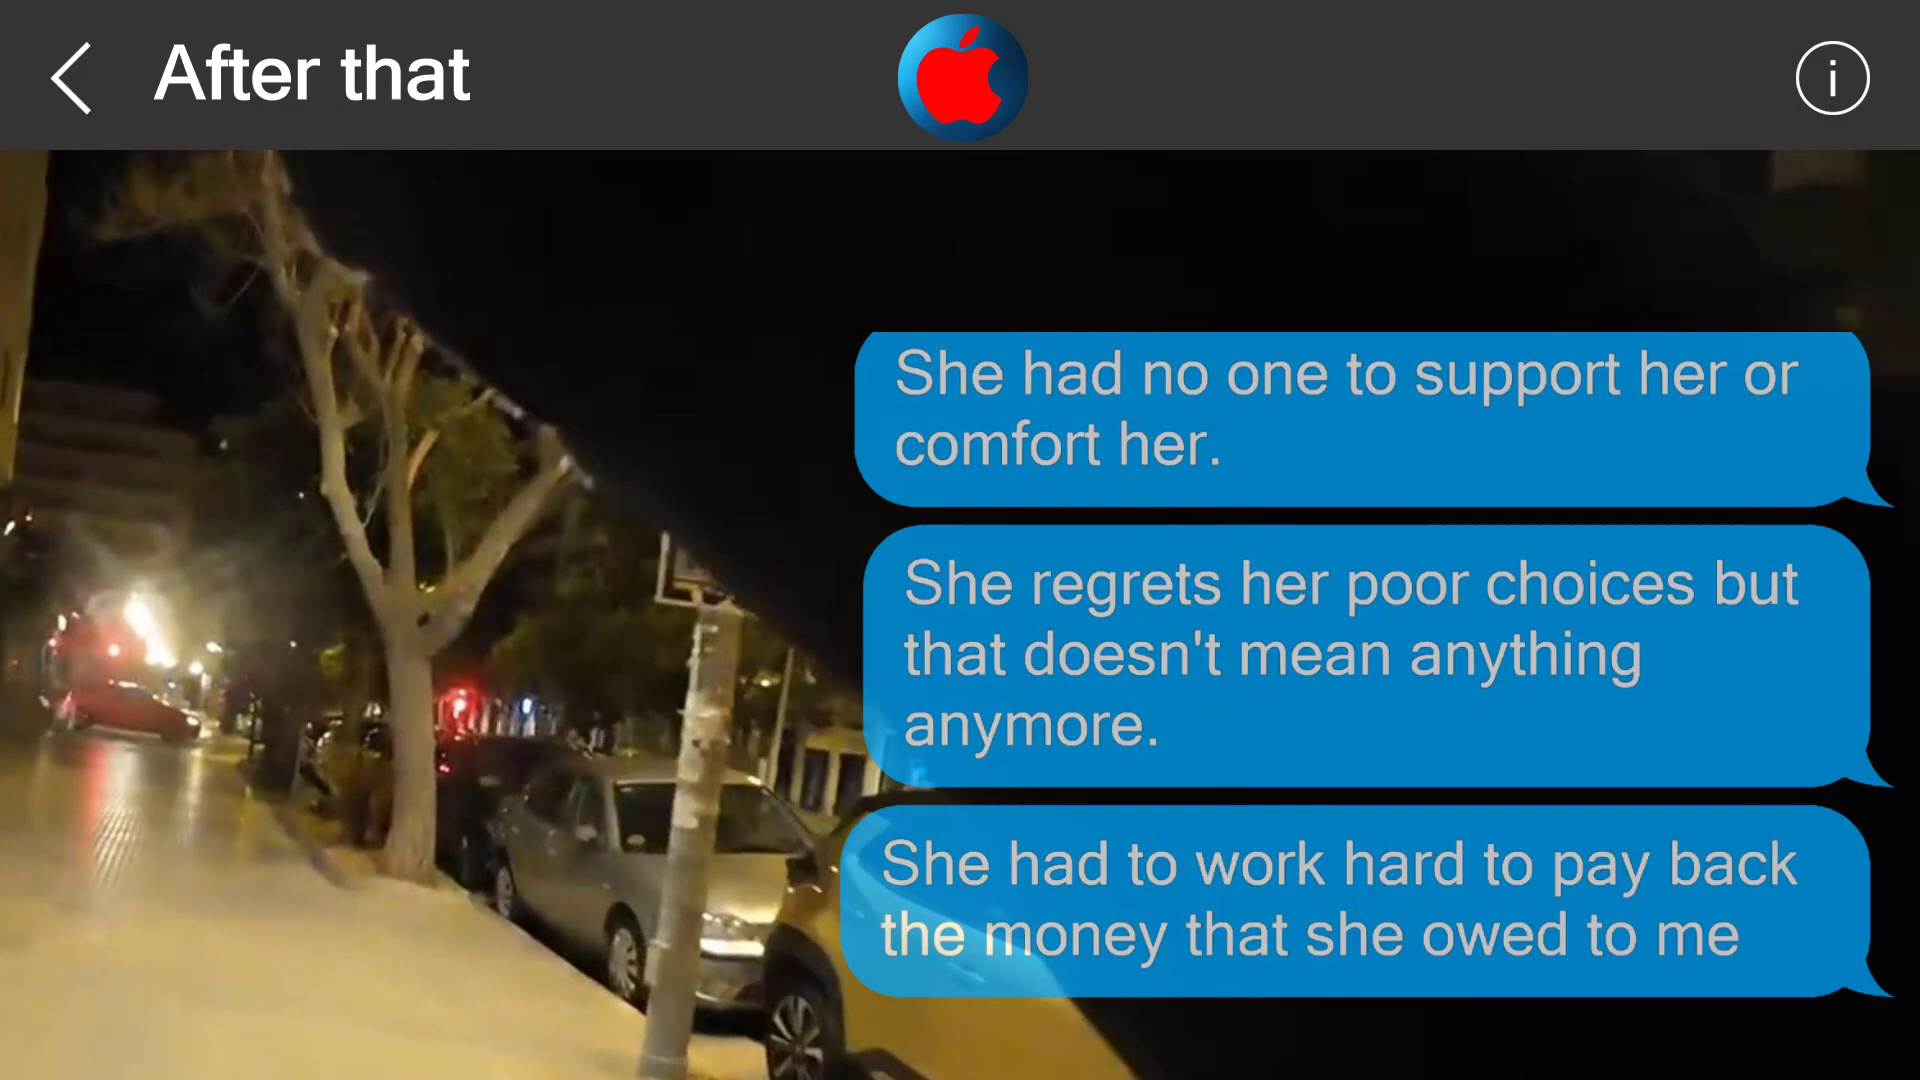 After that
i
She had no one to support her or
comfort her.
She regrets her poor choices but
that doesn't mean anything
anymore.
She had to work hard to pay back
the money that she owed to me